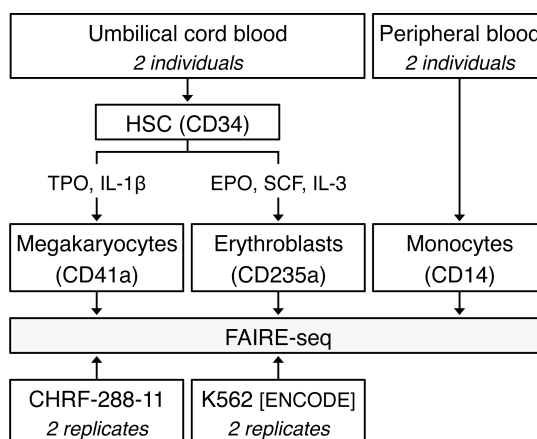 Umbilical cord blood
2 individuals
Peripheral blood
2 individuals
HSC (CD34)
TPO, IL-1β
EPO, SCF, IL-3
Megakaryocytes
(CD41a)
Erythroblasts
(CD235a)
Monocytes
(CD14)
FAIRE-seq
CHRF-288-11
2 replicates
K562 [ENCODE]
2 replicates